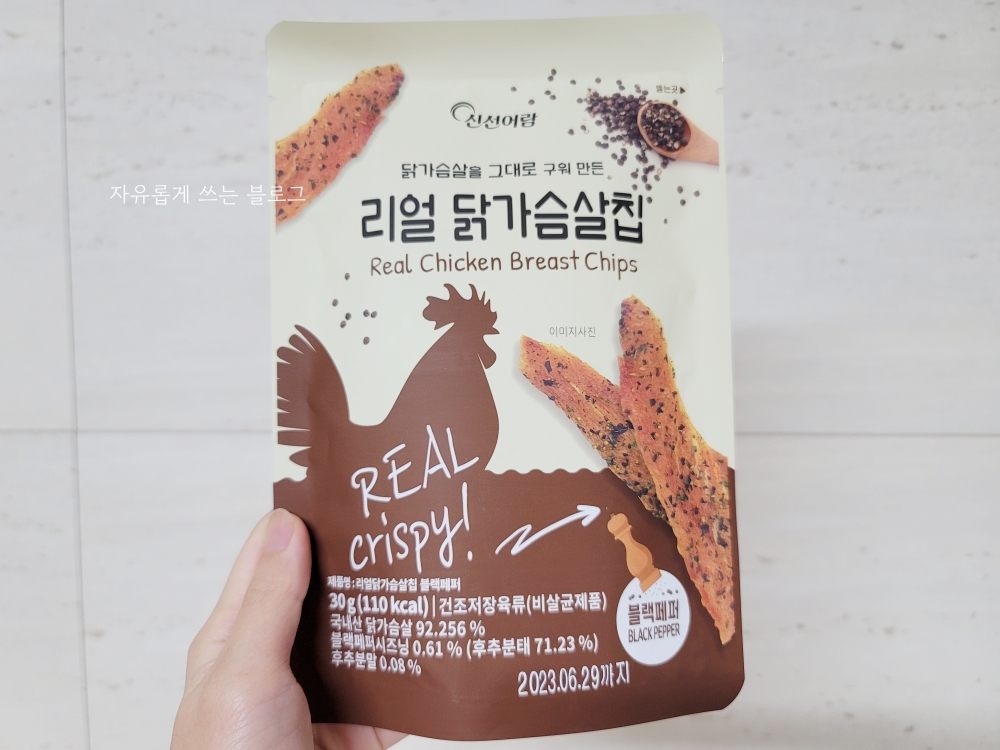 뜯는곳▶
신선어람
닭가슴살을 그대로 구워 만든
자유롭게 쓰는 블로그
리얼 닭가슴살칩
Real Chicken Breast Chips
이미지사진
REAL
crispy!
제품명 : 리얼닭가슴살칩 블랙페퍼
30 g (110 kcal) | 건조저장육류(비살균제품)
국내산 닭가슴살 92.256 %
블랙페퍼시즈닝 0.61 % (후추분태 71.23 %)
후추분말 0.08 %
블랙페퍼
BLACK PEPPER
2023.06.29까지